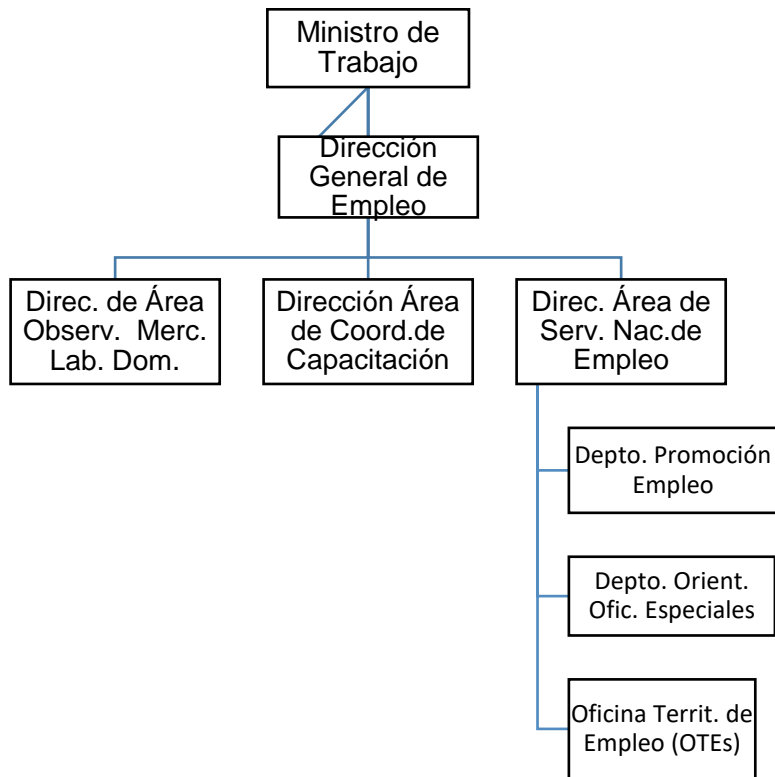 Ministro de
Trabajo
Dirección
General de
Empleo
Direc. de Área
Observ. Merc.
Lab. Dom.
Dirección Área
de Coord.de
Capacitación
Direc. Área de
Serv. Nac.de
Empleo
Depto. Promoción
Empleo
Depto. Orient.
Ofic. Especiales
Oficina Territ. de
Empleo (OTEs)